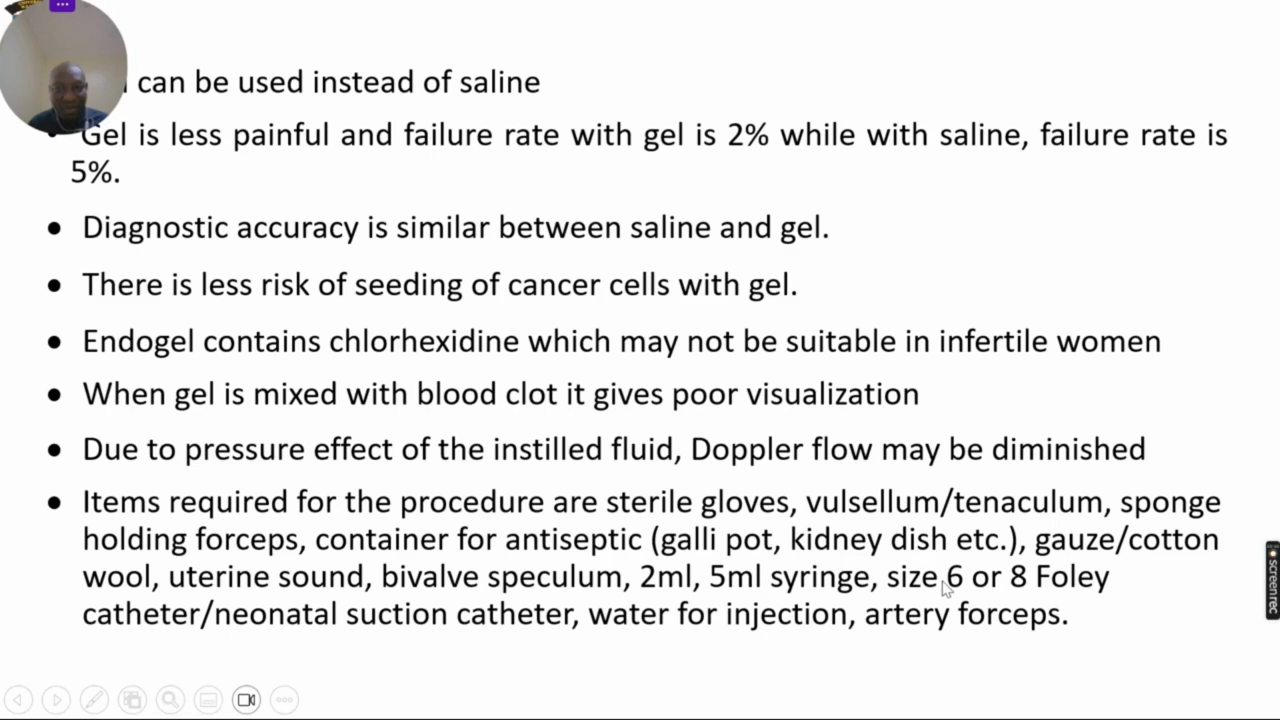 can be used instead of saline
• Gel is less painful and failure rate with gel is 2% while with saline, failure rate is
5%.
• Diagnostic accuracy is similar between saline and gel.
• There is less risk of seeding of cancer cells with gel.
• Endogel contains chlorhexidine which may not be suitable in infertile women
• When gel is mixed with blood clot it gives poor visualization
• Due to pressure effect of the instilled fluid, Doppler flow may be diminished
• Items required for the procedure are sterile gloves, vulsellum/tenaculum, sponge
holding forceps, container for antiseptic (galli pot, kidney dish etc.), gauze/cotton
wool, uterine sound, bivalve speculum, 2ml, 5ml syringe, size 6 or 8 Foley
catheter/neonatal suction catheter, water for injection, artery forceps.
screenrec